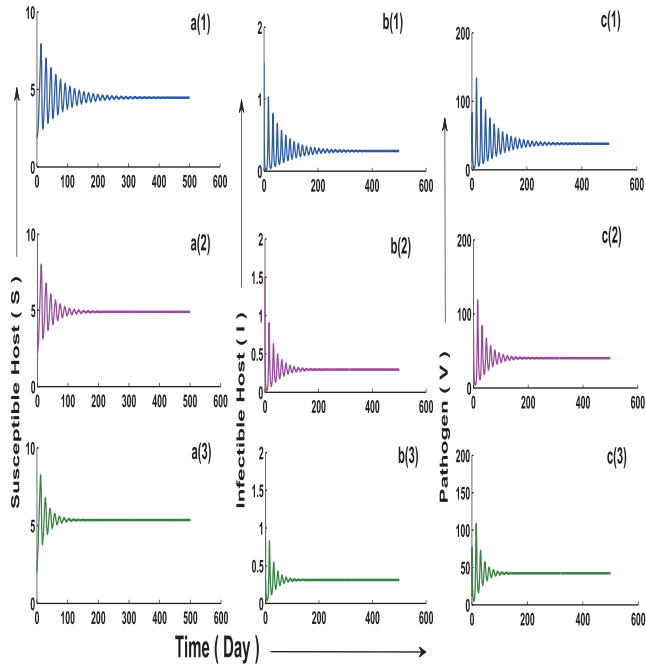 a(1)
10
5
0
0 100 200 300 400 500 600
b(1)
2
1
0
0 200 400 600
c(1)
200
100
0
0 200 400 600
a(2)
10
5
0
0 100 200 300 400 500 600
b(2)
2
1.5
1
0.5
0
0 200 400 600
c(2)
200
100
0
0 200 400 600
a(3)
10
5
0
0 100 200 300 400 500 600
b(3)
2
1.5
1
0.5
0
0 200 400 600
c(3)
200
150
100
50
0
0 200 400 600
Susceptible Host ( S )
Infectible Host ( I )
Pathogen ( V )
Time ( Day )